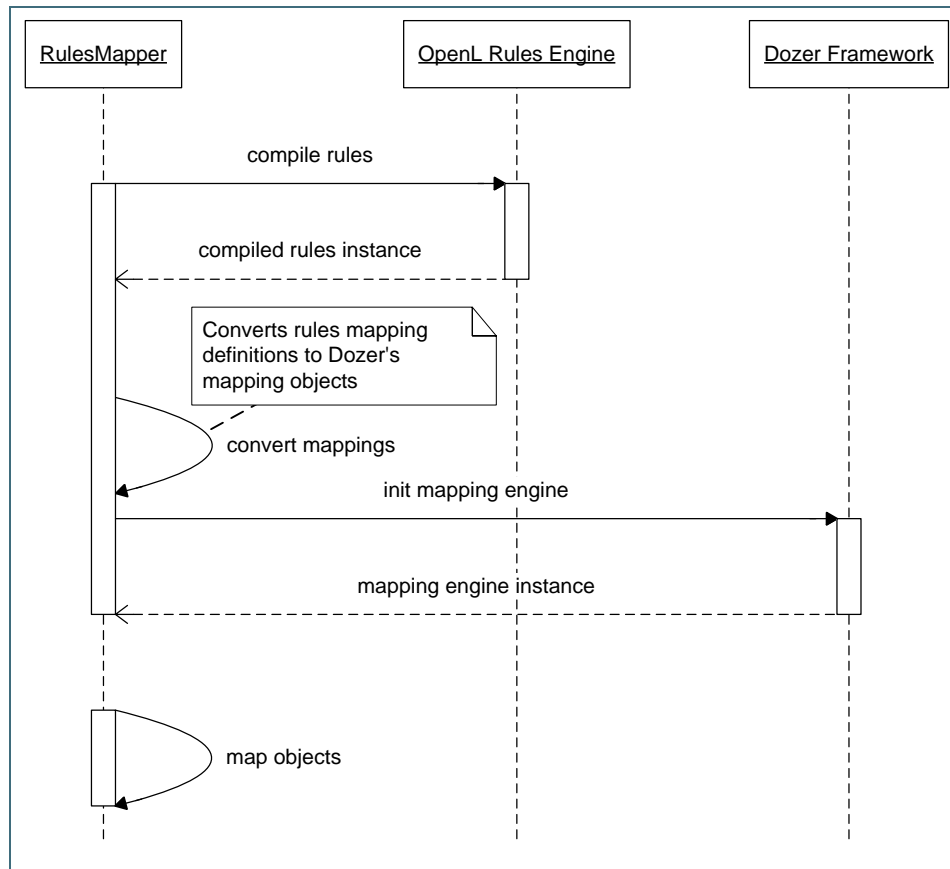 RulesMapper
OpenL Rules Engine
Dozer Framework
compile rules
compiled rules instance
Converts rules mapping
definitions to Dozer's
mapping objects
convert mappings
init mapping engine
mapping engine instance
map objects